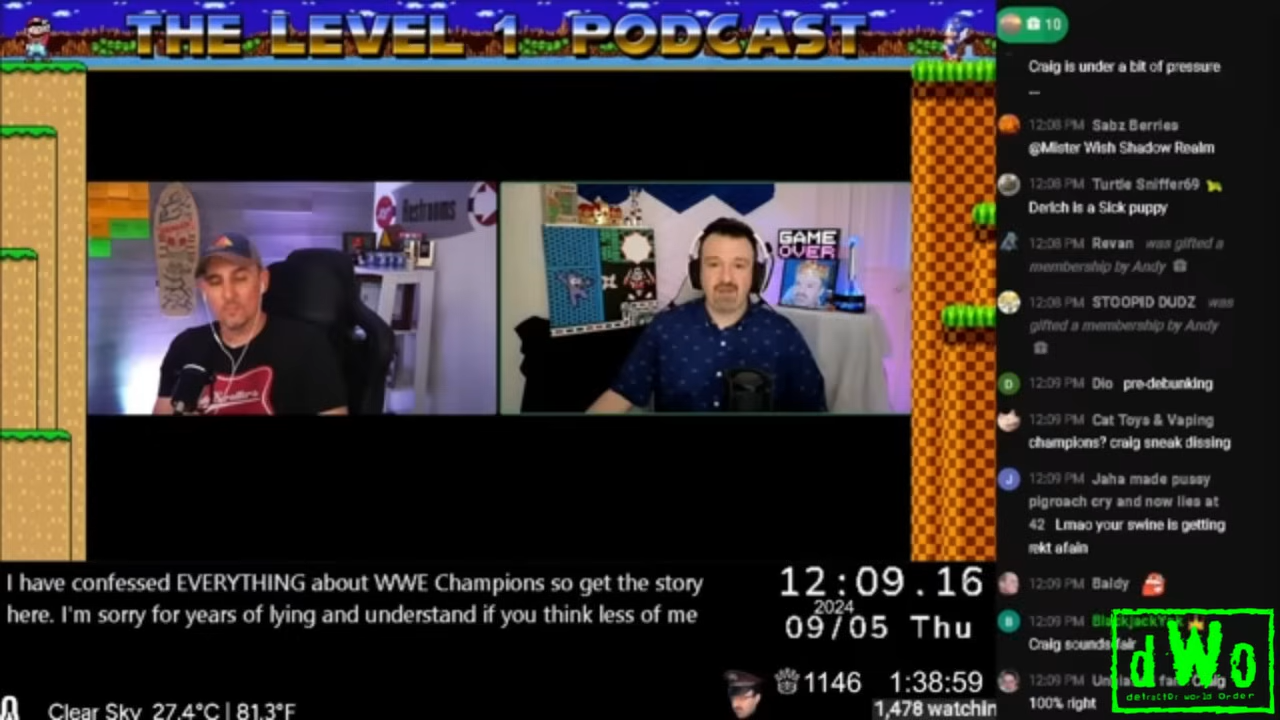 THE LEVEL 1 PODCAST
Restrooms
GAME
OVER
I have confessed EVERYTHING about WWE Champions so get the story
here. I'm sorry for years of lying and understand if you think less of me
12:09.16
2024
09/05 Thu
1146 1:38:59
1,478 watchin
Clear Sky 27.4°C | 81.3°F
10
Craig is under a bit of pressure
...
12:08 PM Sabz Berries
@Mister Wish Shadow Realm
12:08 PM Turtle Sniffer69
Derich is a Sick puppy
12:08 PM Revan was gifted a
membership by Andy
12:08 PM STOOPID DUDZ was
gifted a membership by Andy
D 12:09 PM Dio pre-debunking
12:09 PM Cat Toys & Vaping
champions? craig sneak dissing
J 12:09 PM Jaha made pussy
pigroach cry and now lies at
42 Lmao your swine is getting
rekt afain
12:09 PM Baldy
B 12:09 PM BlackjackYak
Craig sounds fair
12:09 PM
100% right
dWo
detractor world order